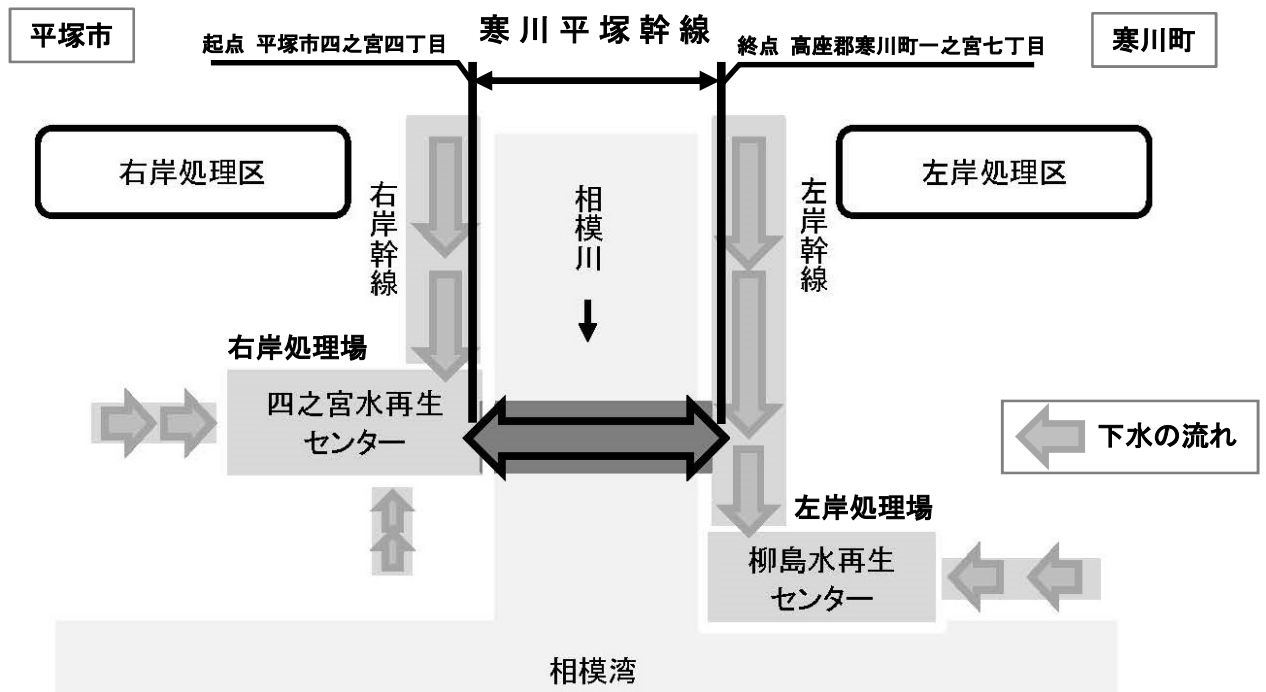 平塚市
寒川平塚幹線
寒川町
起点 平塚市四之宮四丁目
終点 高座郡寒川町一之宮七丁目
右岸処理区
左岸処理区
右岸幹線
相模川
左岸幹線
右岸処理場
四之宮水再生
センター
下水の流れ
左岸処理場
柳島水再生
センター
相模湾